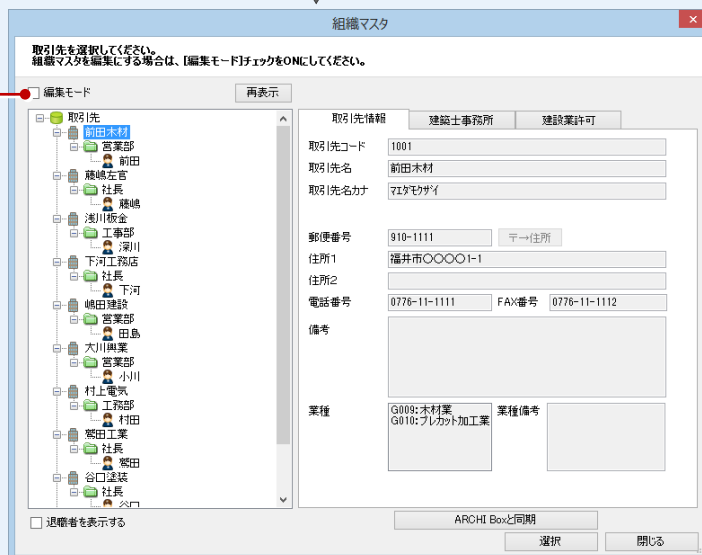 組織マスタ
取引先を選択してください。
組織マスタを編集にする場合は、[編集モード]チェックをONにしてください。
編集モード
再表示
取引先
前田木材
営業部
前田
藤嶋左官
社長
藤嶋
浅川板金
工事部
深川
下河工務店
社長
下河
嶋田建設
営業部
田島
大川興業
営業部
小川
村上電気
工務部
村田
鷲田工業
社長
鷲田
谷口塗装
社長
谷口
退職者を表示する
取引先情報
建築士事務所
建設業許可
取引先コード 1001
取引先名 前田木材
取引先名カナ ﾏｴﾀﾞﾓｸｻﾞｲ
郵便番号 910-1111 〒→住所
住所1 福井市〇〇〇〇1-1
住所2
電話番号 0776-11-1111 FAX番号 0776-11-1112
備考
業種 G009:木材業 業種備考
G010:プレカット加工業
ARCHI Boxと同期
選択
閉じる